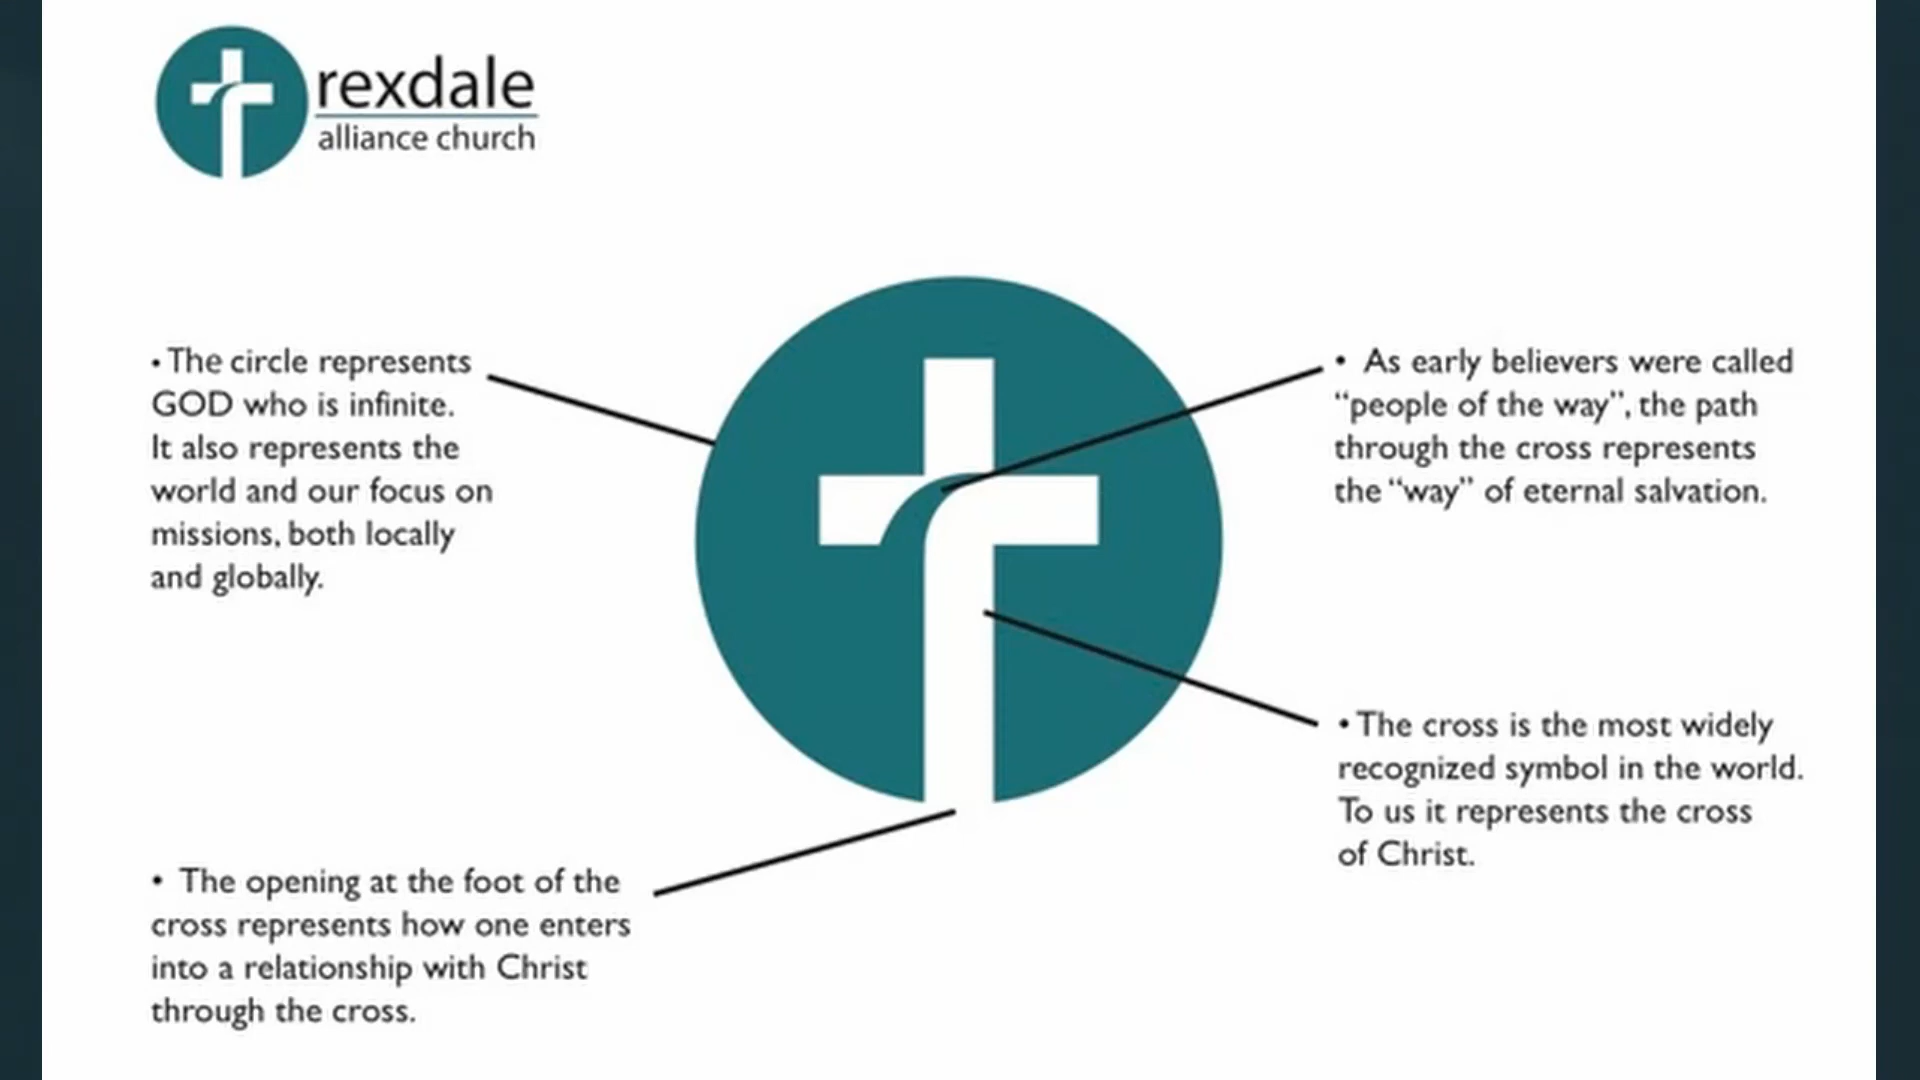 rexdale
alliance church
• The circle represents
GOD who is infinite.
It also represents the
world and our focus on
missions, both locally
and globally.
• As early believers were called
“people of the way”, the path
through the cross represents
the “way” of eternal salvation.
• The cross is the most widely
recognized symbol in the world.
To us it represents the cross
of Christ.
• The opening at the foot of the
cross represents how one enters
into a relationship with Christ
through the cross.